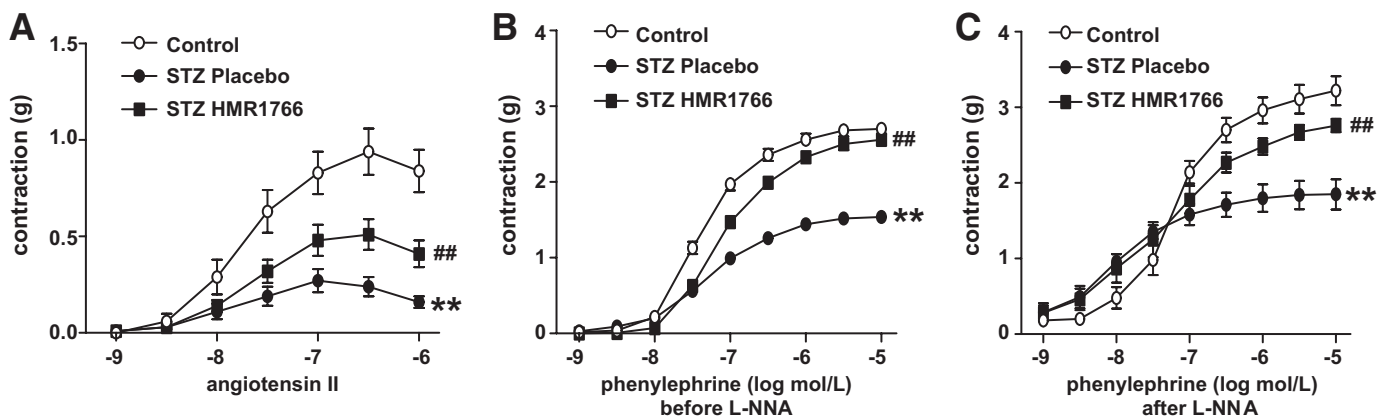 A
1.5
1.0
0.5
0.0
contraction (g)
Control
STZ Placebo
STZ HMR1766
##
**
-9 -8 -7 -6
angiotensin II
B
4
3
2
1
0
contraction (g)
Control
STZ Placebo
STZ HMR1766
##
**
-9 -8 -7 -6 -5
phenylephrine (log mol/L)
before L-NNA
C
4
3
2
1
0
contraction (g)
Control
STZ Placebo
STZ HMR1766
##
**
-9 -8 -7 -6 -5
phenylephrine (log mol/L)
after L-NNA